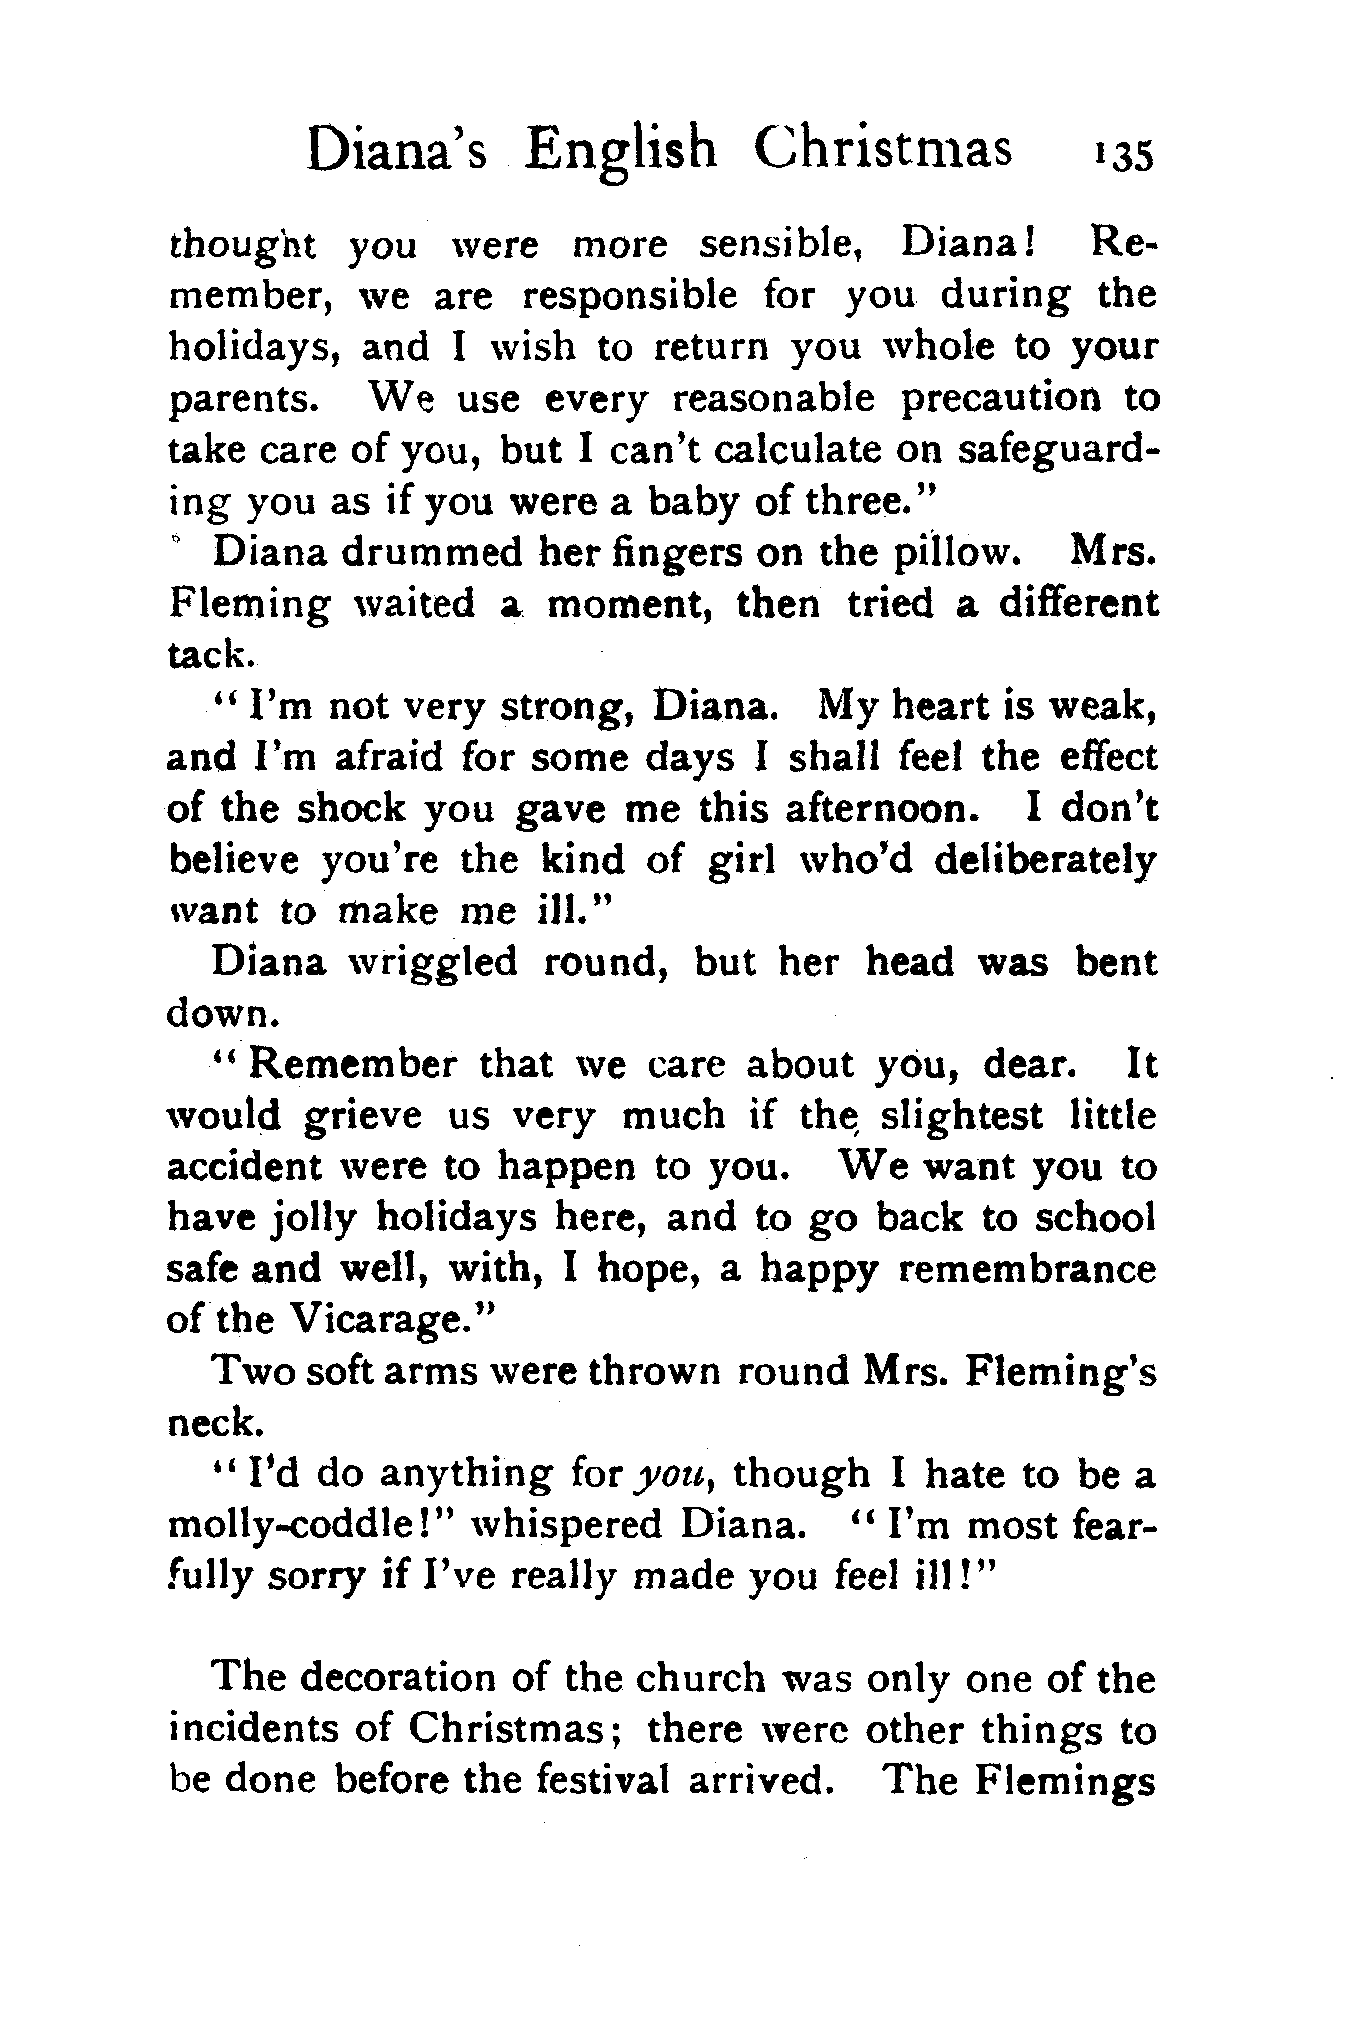 Diana's English Christmas 135
thought you were more sensible, Diana! Re-
member, we are responsible for you during the
holidays, and I wish to return you whole to your
parents. We use every reasonable precaution to
take care of you, but I can't calculate on safeguard-
ing you as if you were a baby of three."
Diana drummed her fingers on the pillow. Mrs.
Fleming waited a moment, then tried a different
tack.
"I'm not very strong, Diana. My heart is weak,
and I'm afraid for some days I shall feel the effect
of the shock you gave me this afternoon. I don't
believe you're the kind of girl who'd deliberately
want to make me ill."
Diana wriggled round, but her head was bent
down.
"Remember that we care about you, dear. It
would grieve us very much if the slightest little
accident were to happen to you. We want you to
have jolly holidays here, and to go back to school
safe and well, with, I hope, a happy remembrance
of the Vicarage."
Two soft arms were thrown round Mrs. Fleming's
neck.
"I'd do anything for you, though I hate to be a
molly-coddle!" whispered Diana. "I'm most fear-
fully sorry if I've really made you feel ill!"
The decoration of the church was only one of the
incidents of Christmas; there were other things to
be done before the festival arrived. The Flemings